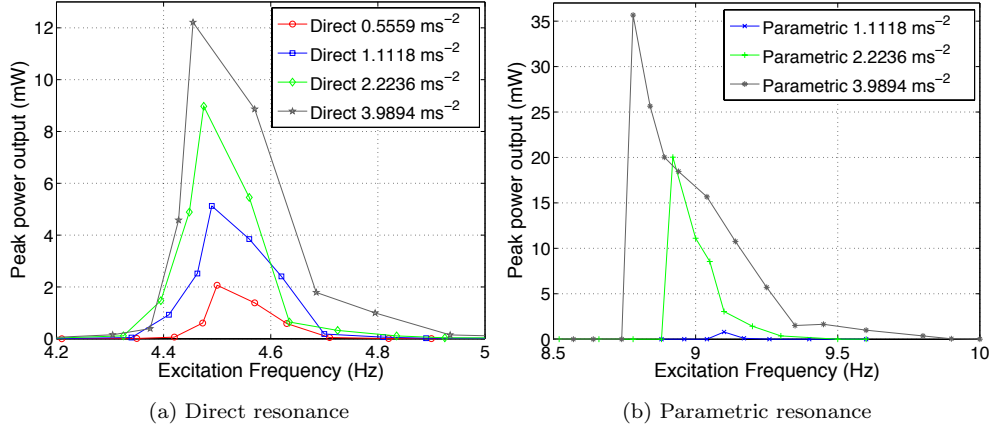 Peak power output (mW)
12
10
8
6
4
2
0
4.2
4.4
4.6
4.8
5
Excitation Frequency (Hz)
Direct 0.5559 ms⁻²
Direct 1.1118 ms⁻²
Direct 2.2236 ms⁻²
Direct 3.9894 ms⁻²
(a) Direct resonance
Peak power output (mW)
35
30
25
20
15
10
5
0
8.5
9
9.5
10
Excitation Frequency (Hz)
Parametric 1.1118 ms⁻²
Parametric 2.2236 ms⁻²
Parametric 3.9894 ms⁻²
(b) Parametric resonance